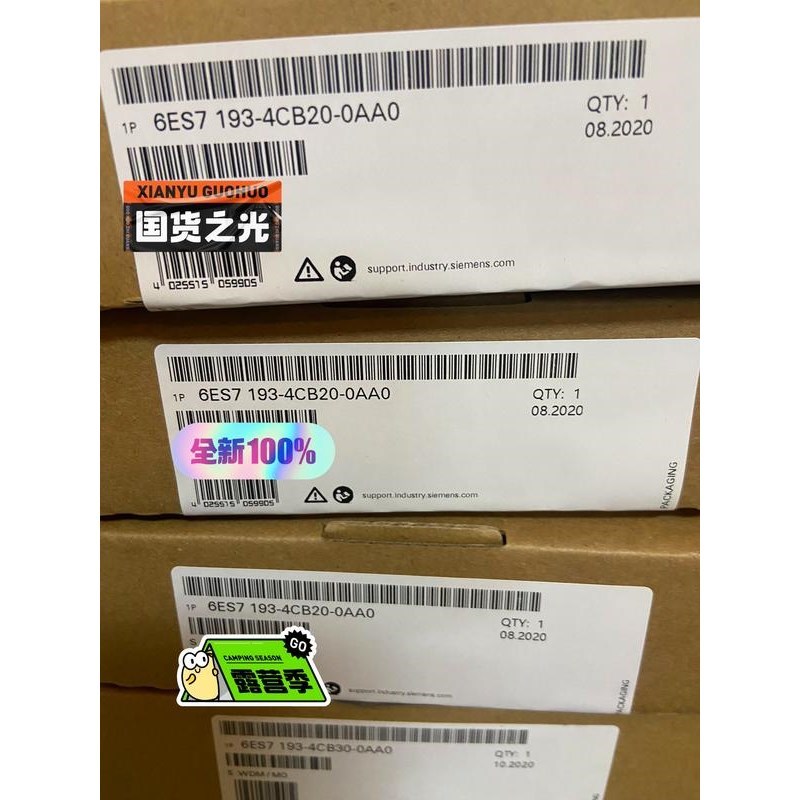 1P 6ES7 193-4CB20-0AA0
QTY: 1
08.2020
XIANYU GUOHUO
国货之光
4 025515 059905
support.industry.siemens.com
1P 6ES7 193-4CB20-0AA0
QTY: 1
08.2020
全新100%
4 025515 059905
support.industry.siemens.com
PACKAGING
1P 6ES7 193-4CB20-0AA0
QTY: 1
08.2020
S
GO
CAMPING SEASON
露营季
support.industry.siemens.com
ACKAGING
1P 6ES7 193-4CB30-0AA0
QTY: 1
10.2020